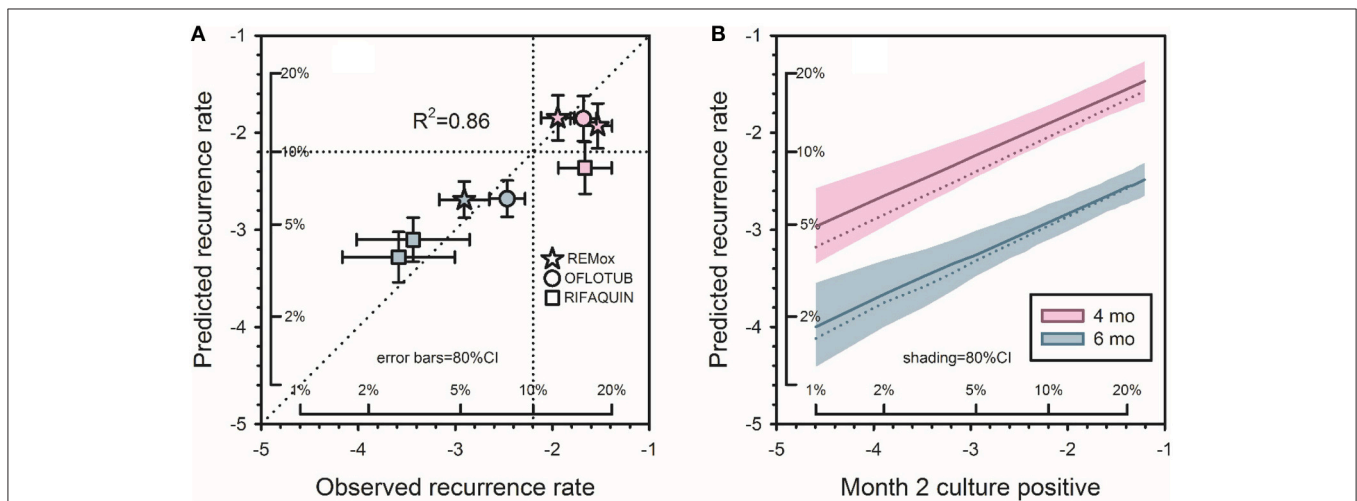 A
Predicted recurrence rate
-1
-2
-3
-4
-5
20%
10%
5%
2%
R²=0.86
REMox
OFLOTUB
RIFAQUIN
error bars=80%CI
1% 2% 5% 10% 20%
-5 -4 -3 -2 -1
Observed recurrence rate
B
Predicted recurrence rate
-1
-2
-3
-4
-5
20%
10%
5%
2%
4 mo
6 mo
shading=80%CI
1% 2% 5% 10% 20%
-5 -4 -3 -2 -1
Month 2 culture positive